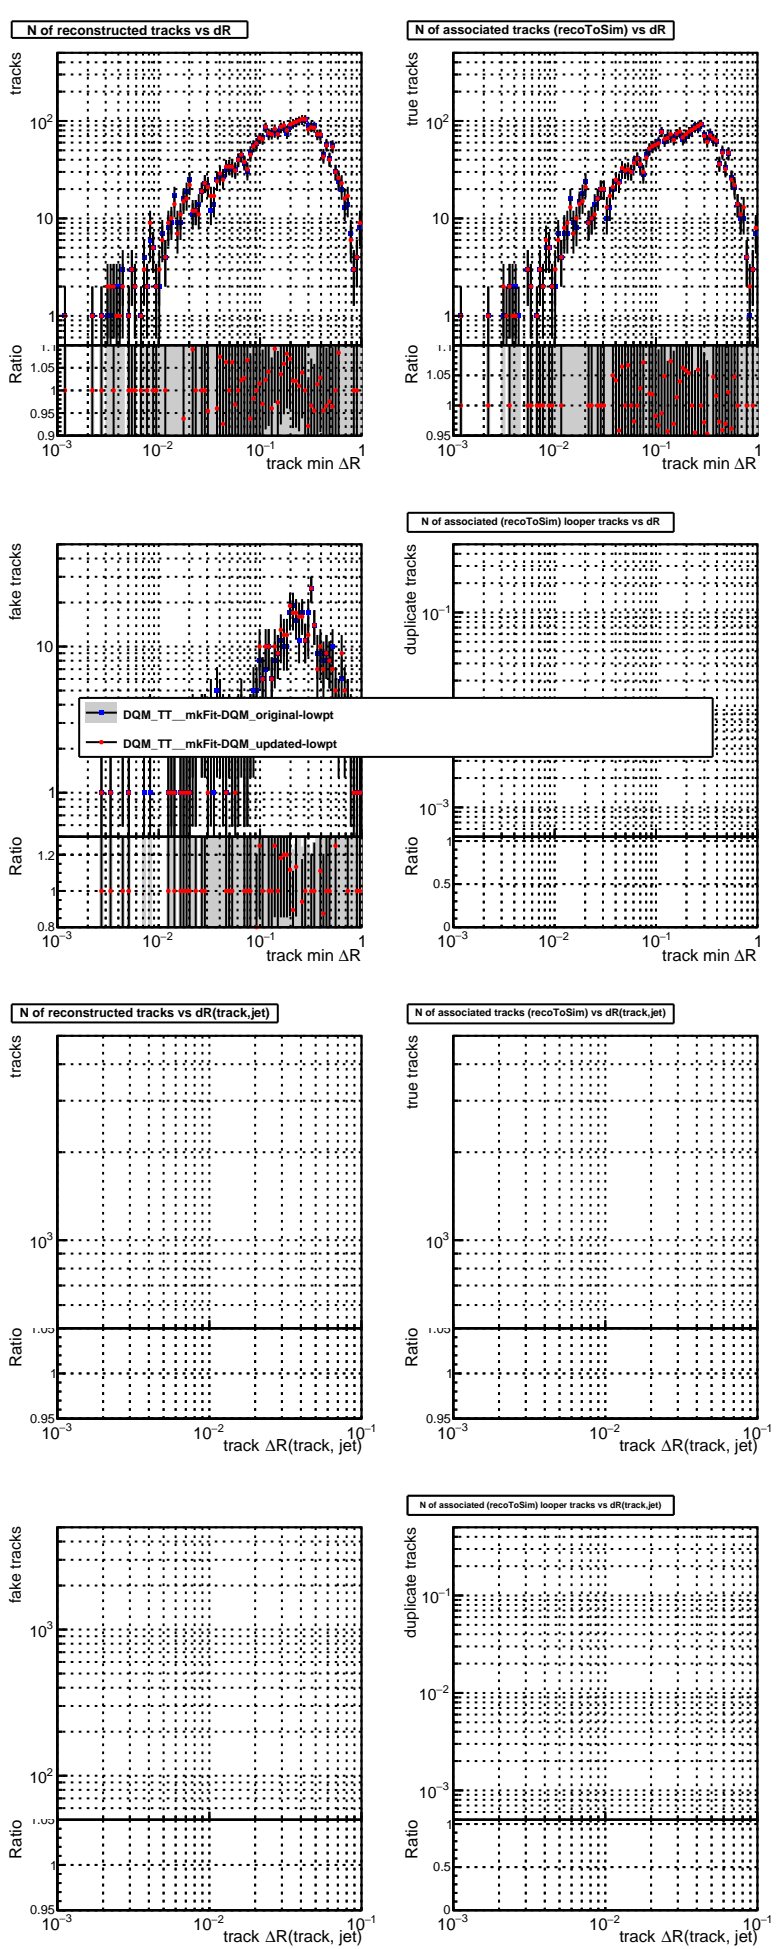 N of reconstructed tracks vs dR
tracks
10²
10
1
Ratio
1.1
1.05
1
0.95
0.9
10⁻³
10⁻²
10⁻¹
1
track min ΔR
N of associated tracks (recoToSim) vs dR
true tracks
10²
10
1
Ratio
1.1
1.05
1
0.95
10⁻³
10⁻²
10⁻¹
1
track min ΔR
fake tracks
10
1
Ratio
1.2
1
0.8
10⁻³
10⁻²
10⁻¹
1
track min ΔR
N of associated (recoToSim) looper tracks vs dR
duplicate tracks
10⁻¹
10⁻³
Ratio
1
0.5
0
10⁻³
10⁻²
10⁻¹
1
track min ΔR
DQM_TT__mkFit-DQM_original-lowpt
DQM_TT__mkFit-DQM_updated-lowpt
N of reconstructed tracks vs dR(track,jet)
tracks
10³
Ratio
1.05
1
0.95
10⁻³
10⁻²
10⁻¹
track ΔR(track, jet)
N of associated tracks (recoToSim) vs dR(track,jet)
true tracks
10³
Ratio
1.05
1
0.95
10⁻³
10⁻²
10⁻¹
track ΔR(track, jet)
fake tracks
10³
10²
Ratio
1.05
1
0.95
10⁻³
10⁻²
10⁻¹
track ΔR(track, jet)
N of associated (recoToSim) looper tracks vs dR(track,jet)
duplicate tracks
10⁻¹
10⁻²
10⁻³
Ratio
1
0.5
0
10⁻³
10⁻²
10⁻¹
track ΔR(track, jet)